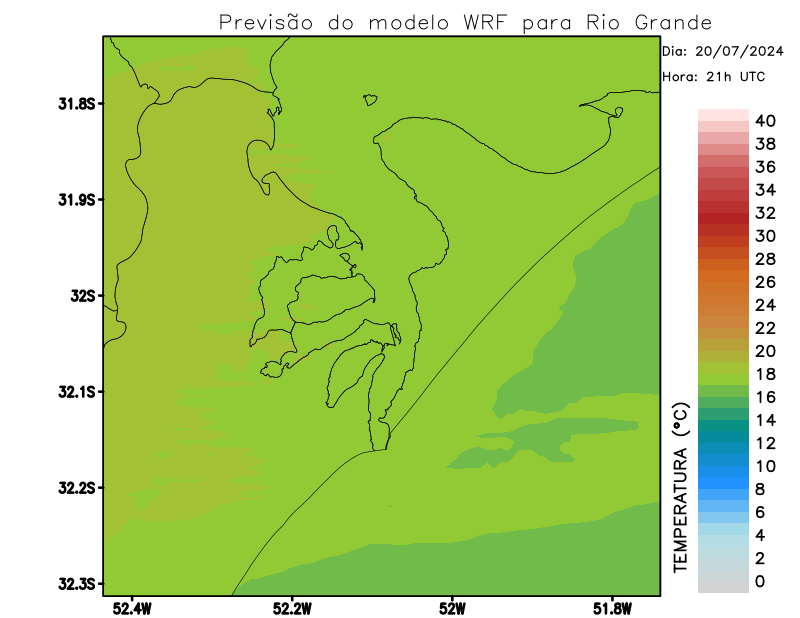 Previsão do modelo WRF para Rio Grande
Dia: 20/07/2024
Hora: 21h UTC
31.8S
31.9S
32S
32.1S
32.2S
32.3S
52.4W
52.2W
52W
51.8W
TEMPERATURA (°C)
40
38
36
34
32
30
28
26
24
22
20
18
16
14
12
10
8
6
4
2
0